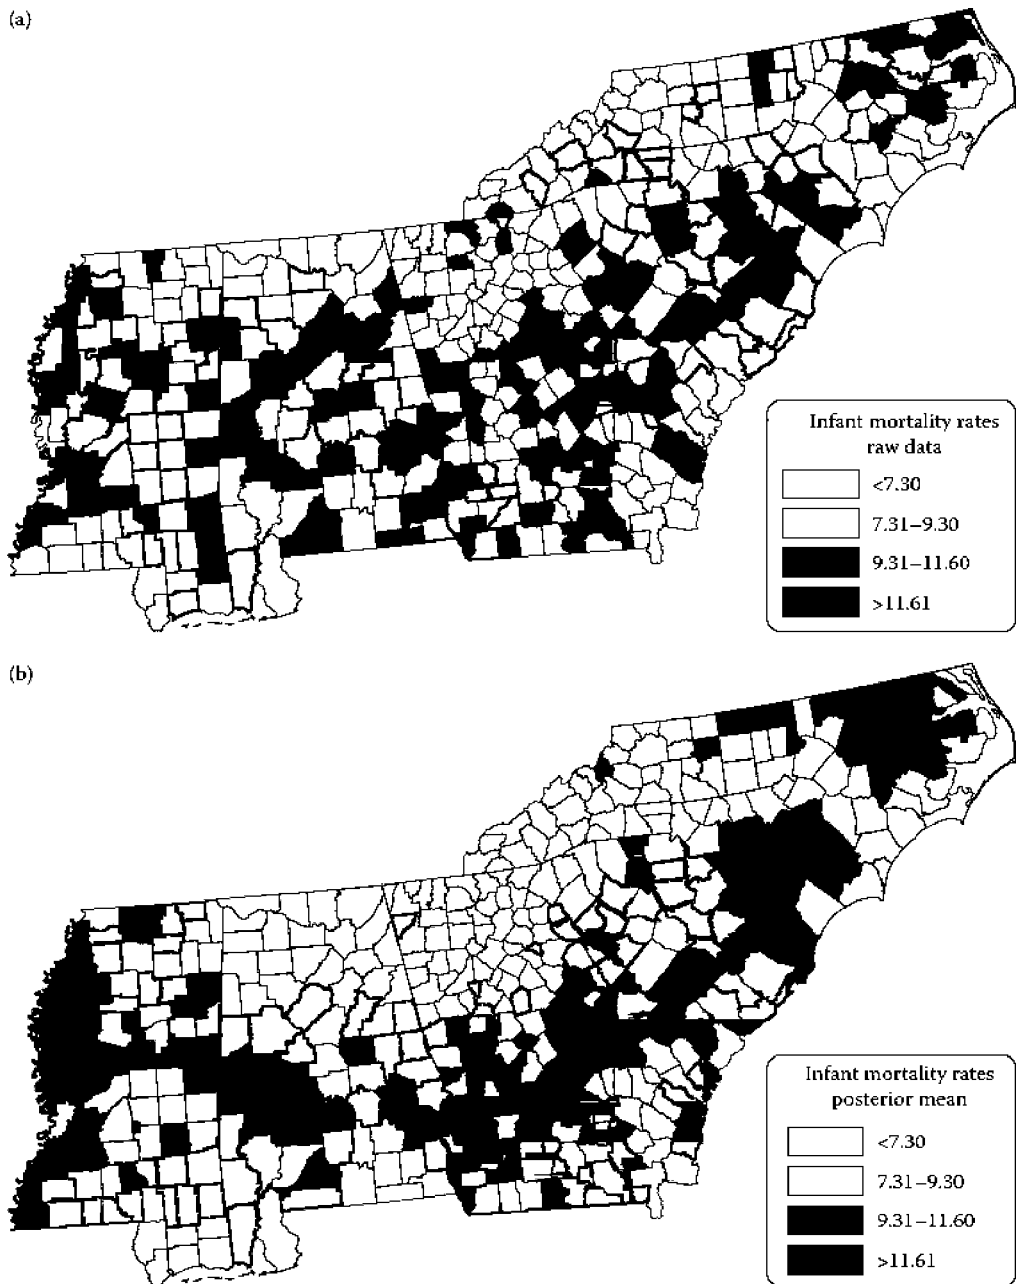 (a)
Infant mortality rates
raw data
<7.30
7.31–9.30
9.31–11.60
>11.61
(b)
Infant mortality rates
posterior mean
<7.30
7.31–9.30
9.31–11.60
>11.61